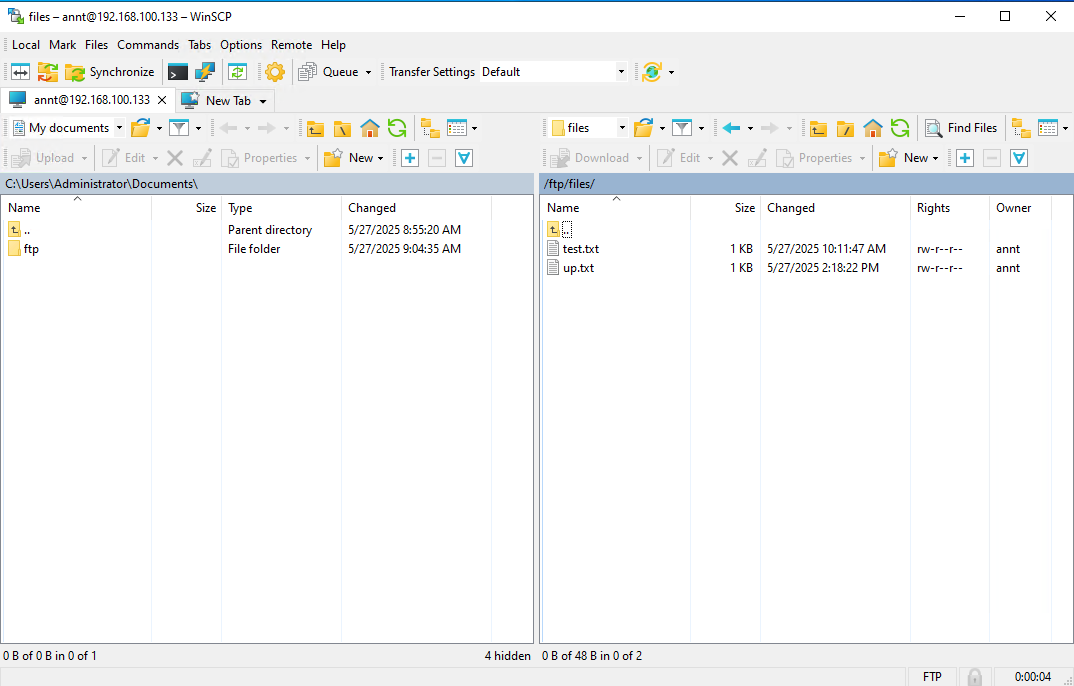 files – annt@192.168.100.133 – WinSCP
Local Mark Files Commands Tabs Options Remote Help
Synchronize Queue Transfer Settings Default
annt@192.168.100.133 New Tab
My documents files Find Files
Upload Edit Properties New Download Edit Properties New
C:\Users\Administrator\Documents\ /ftp/files/
Name Size Type Changed Name Size Changed Rights Owner
.. Parent directory 5/27/2025 8:55:20 AM ..
ftp File folder 5/27/2025 9:04:35 AM test.txt 1 KB 5/27/2025 10:11:47 AM rw-r--r-- annt
up.txt 1 KB 5/27/2025 2:18:22 PM rw-r--r-- annt
0 B of 0 B in 0 of 1 4 hidden 0 B of 48 B in 0 of 2
FTP 0:00:04